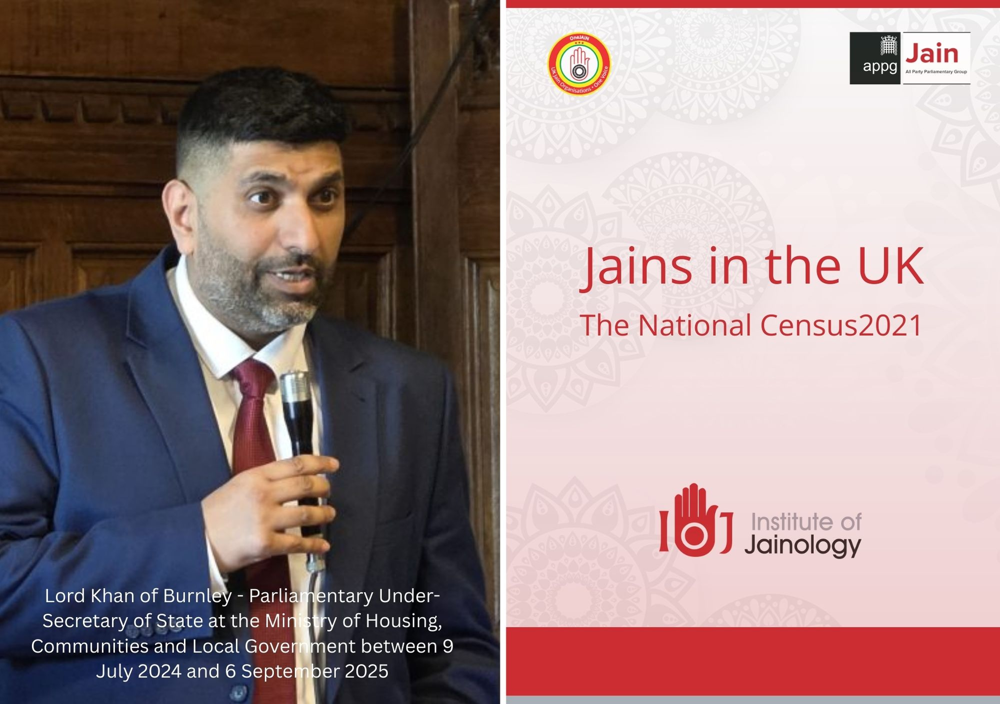 Lord Khan of Burnley - Parliamentary Under-
Secretary of State at the Ministry of Housing,
Communities and Local Government between 9
July 2024 and 6 September 2025
OneJAIN
UK Jain Organisations • One Voice
appg
Jain
All Party Parliamentary Group
Jains in the UK
The National Census2021
IOJ
Institute of
Jainology